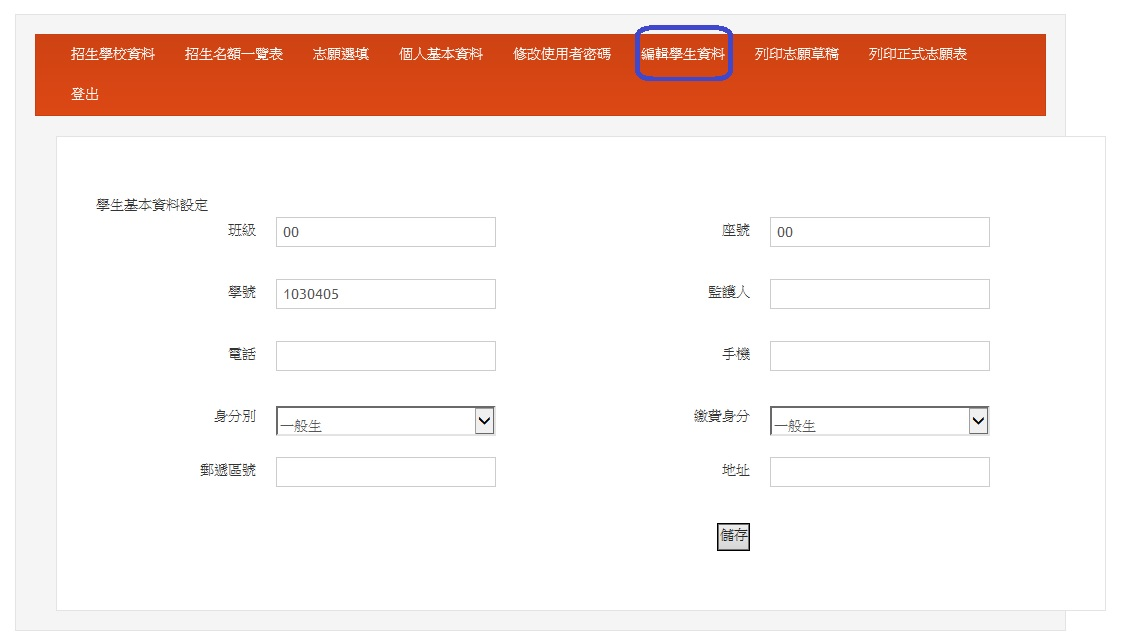 招生學校資料 招生名額一覽表 志願選填 個人基本資料 修改使用者密碼 編輯學生資料 列印志願草稿 列印正式志願表
登出
學生基本資料設定
班級 00 座號 00
學號 1030405 監護人
電話 手機
身分別 一般生 繳費身分 一般生
郵遞區號 地址
儲存